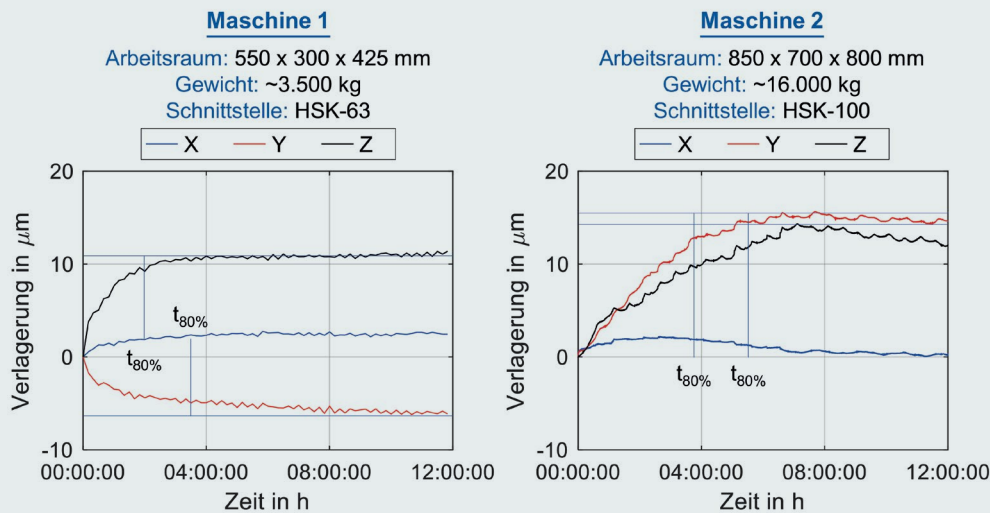 Maschine 1
Arbeitsraum: 550 x 300 x 425 mm
Gewicht: ~3.500 kg
Schnittstelle: HSK-63
X Y Z
20
10
0
-10
Verlagerung in µm
t80%
t80%
00:00:00 04:00:00 08:00:00 12:00:00
Zeit in h
Maschine 2
Arbeitsraum: 850 x 700 x 800 mm
Gewicht: ~16.000 kg
Schnittstelle: HSK-100
X Y Z
20
10
0
-10
Verlagerung in µm
t80% t80%
00:00:00 04:00:00 08:00:00 12:00:00
Zeit in h